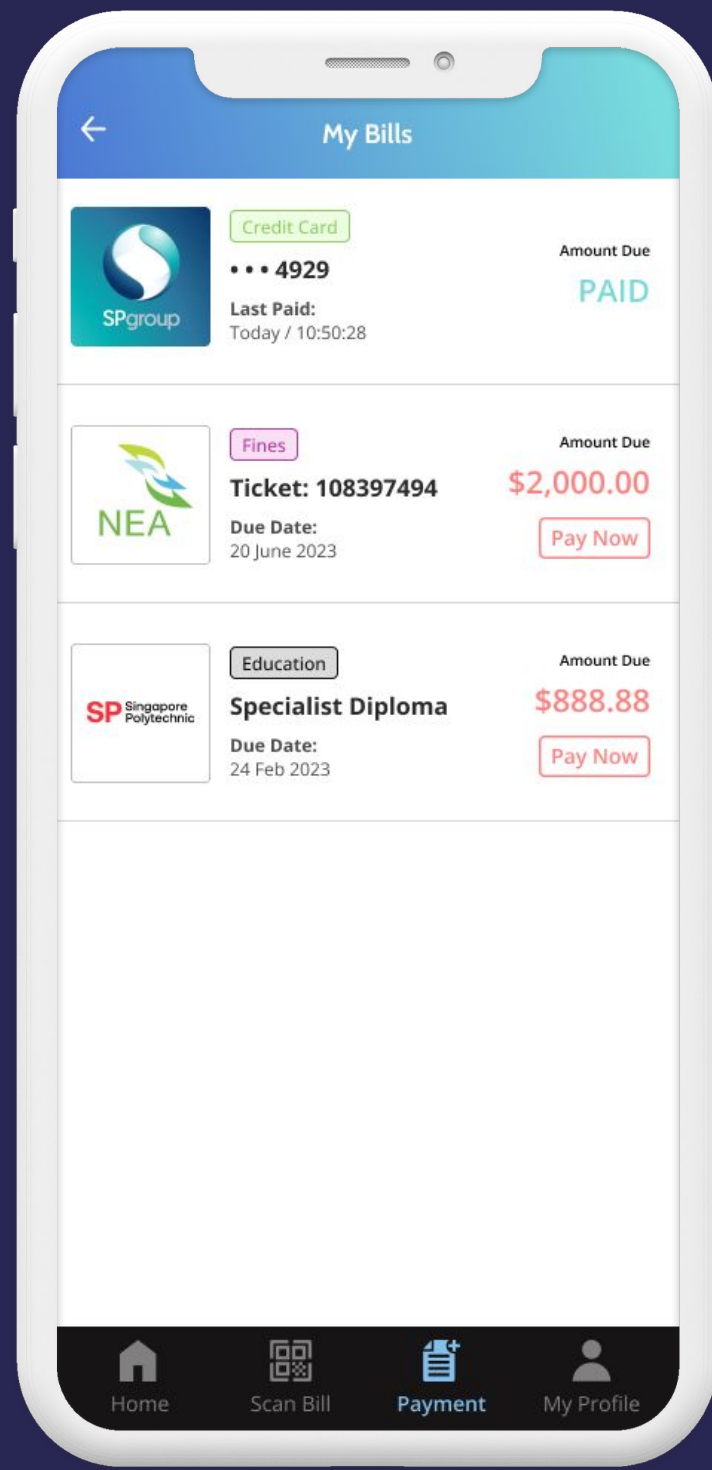 My Bills
SPgroup
Credit Card
• • • 4929
Last Paid:
Today / 10:50:28
Amount Due
PAID
NEA
Fines
Ticket: 108397494
Due Date:
20 June 2023
Amount Due
$2,000.00
Pay Now
SP Singapore
Polytechnic
Education
Specialist Diploma
Due Date:
24 Feb 2023
Amount Due
$888.88
Pay Now
Home
Scan Bill
Payment
My Profile